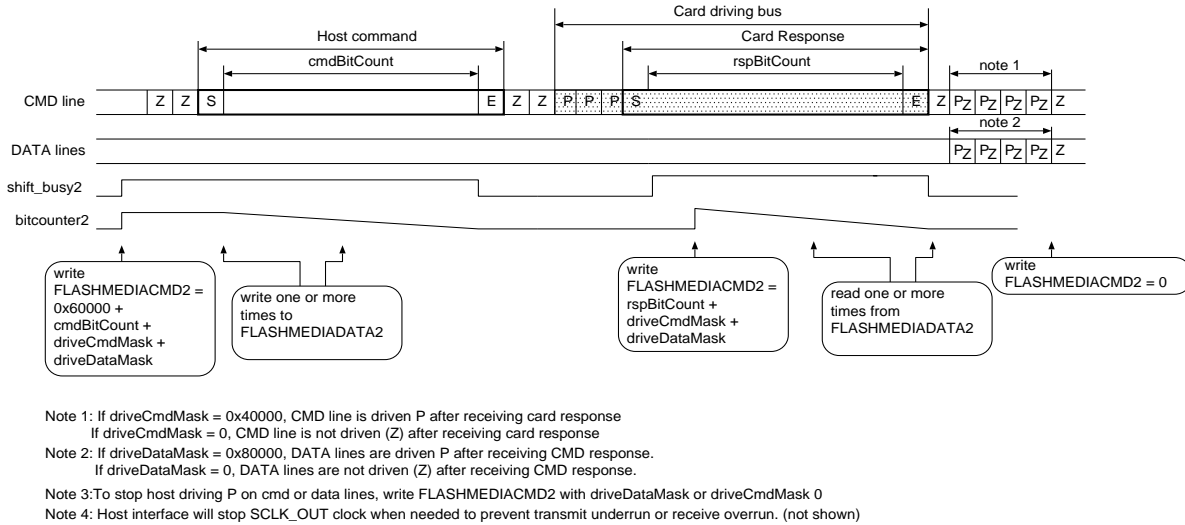 Card driving bus
Host command
Card Response
cmdBitCount
rspBitCount
note 1
CMD line
Z Z S E Z Z P P P S E Z PZ PZ PZ PZ Z
note 2
DATA lines
PZ PZ PZ PZ Z
shift_busy2
bitcounter2
write
FLASHMEDIACMD2 =
0x60000 +
cmdBitCount +
driveCmdMask +
driveDataMask
write one or more
times to
FLASHMEDIADATA2
write
FLASHMEDIACMD2 =
rspBitCount +
driveCmdMask +
driveDataMask
read one or more
times from
FLASHMEDIADATA2
write
FLASHMEDIACMD2 = 0
Note 1: If driveCmdMask = 0x40000, CMD line is driven P after receiving card response
If driveCmdMask = 0, CMD line is not driven (Z) after receiving card response
Note 2: If driveDataMask = 0x80000, DATA lines are driven P after receiving CMD response.
If driveDataMask = 0, DATA lines are not driven (Z) after receiving CMD response.
Note 3:To stop host driving P on cmd or data lines, write FLASHMEDIACMD2 with driveDataMask or driveCmdMask 0
Note 4: Host interface will stop SCLK_OUT clock when needed to prevent transmit underrun or receive overrun. (not shown)